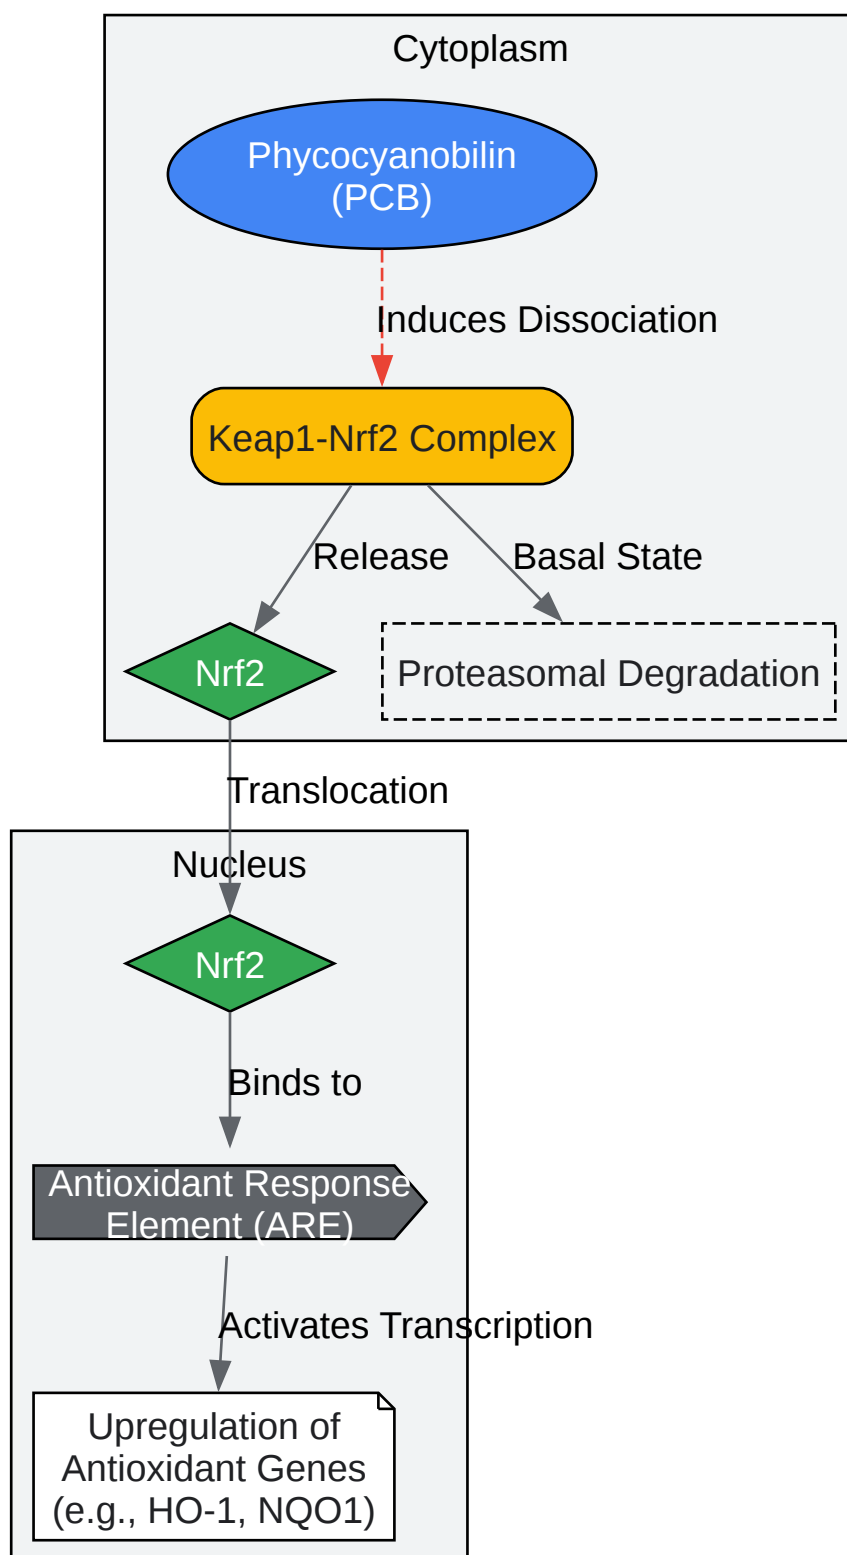 Cytoplasm
Phycocyanobilin
(PCB)
Induces Dissociation
Keap1-Nrf2 Complex
Release
Basal State
Nrf2
Proteasomal Degradation
Translocation
Nucleus
Nrf2
Binds to
Antioxidant Response
Element (ARE)
Activates Transcription
Upregulation of
Antioxidant Genes
(e.g., HO-1, NQO1)